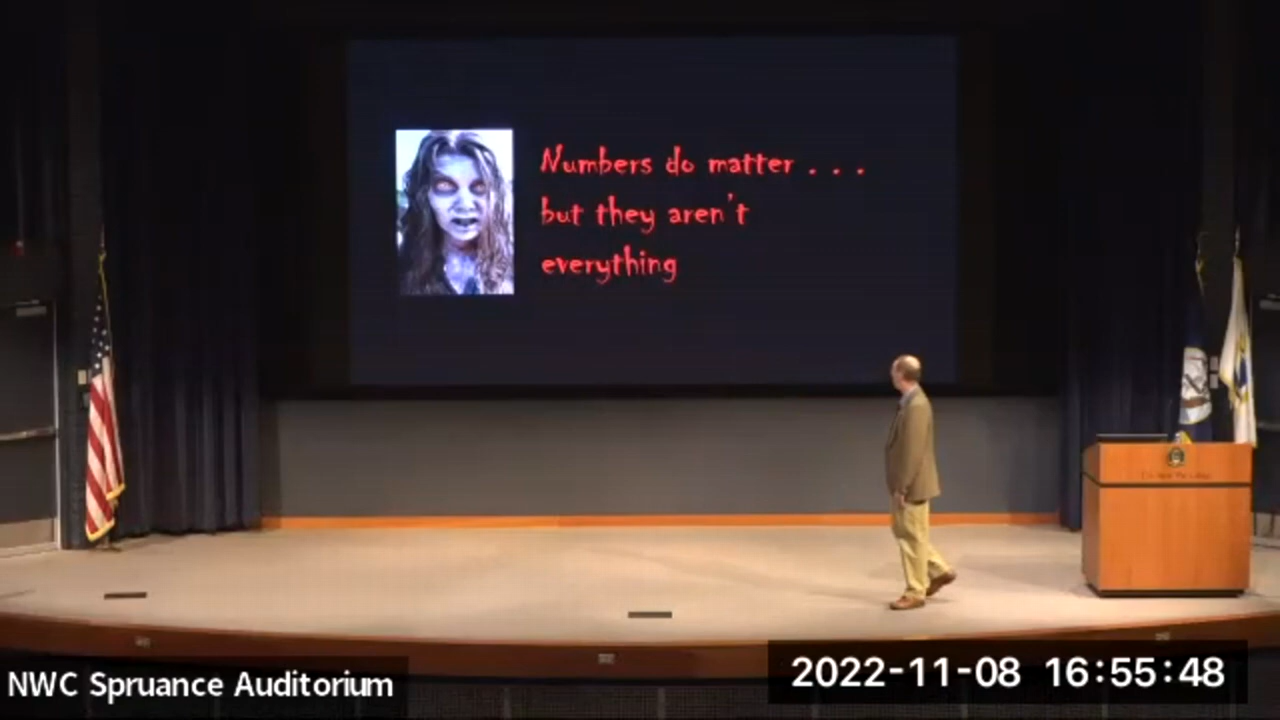 Numbers do matter . . .
but they aren't
everything
NWC Spruance Auditorium
2022-11-08 16:55:48